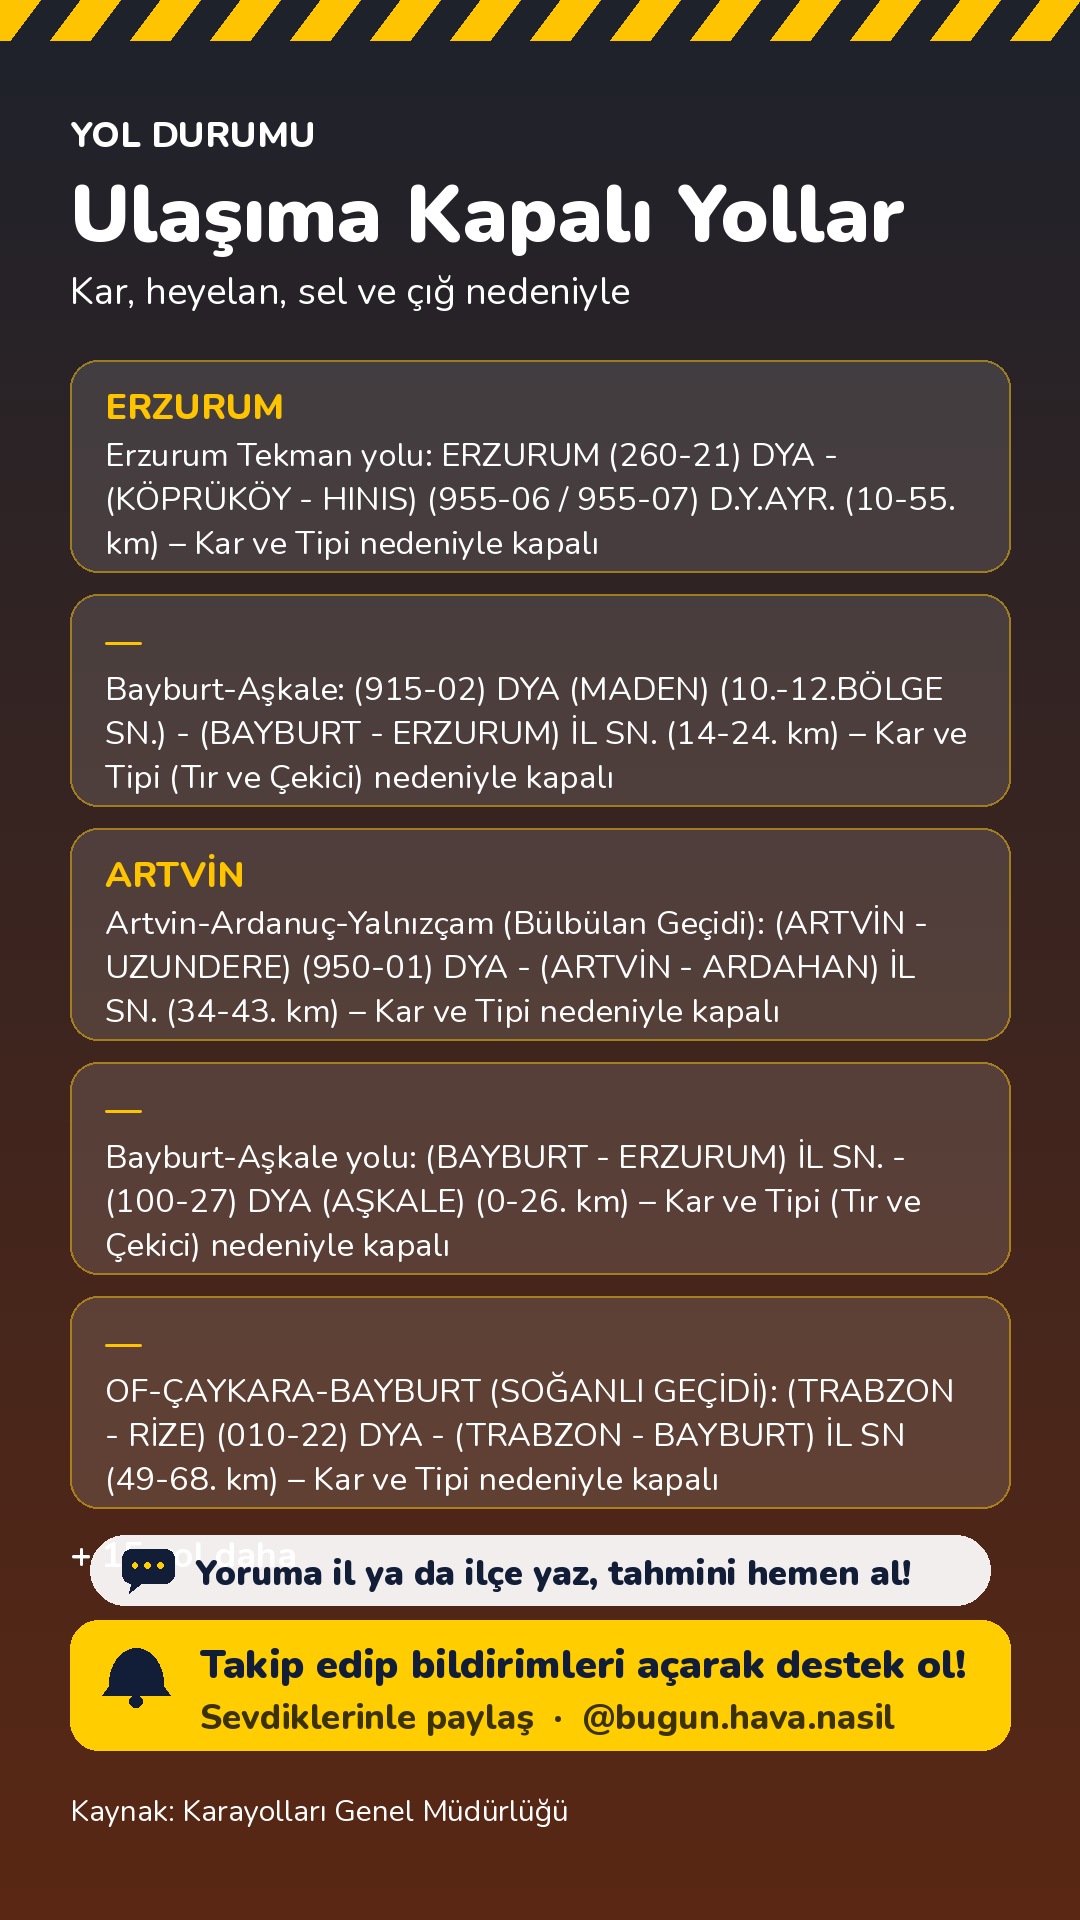 YOL DURUMU
Ulaşıma Kapalı Yollar
Kar, heyelan, sel ve çığ nedeniyle
ERZURUM
Erzurum Tekman yolu: ERZURUM (260-21) DYA -
(KÖPRÜKÖY - HINIS) (955-06 / 955-07) D.Y.AYR. (10-55.
km) – Kar ve Tipi nedeniyle kapalı
—
Bayburt-Aşkale: (915-02) DYA (MADEN) (10.-12.BÖLGE
SN.) - (BAYBURT - ERZURUM) İL SN. (14-24. km) – Kar ve
Tipi (Tır ve Çekici) nedeniyle kapalı
ARTVİN
Artvin-Ardanuç-Yalnızçam (Bülbülan Geçidi): (ARTVİN -
UZUNDERE) (950-01) DYA - (ARTVİN - ARDAHAN) İL
SN. (34-43. km) – Kar ve Tipi nedeniyle kapalı
—
Bayburt-Aşkale yolu: (BAYBURT - ERZURUM) İL SN. -
(100-27) DYA (AŞKALE) (0-26. km) – Kar ve Tipi (Tır ve
Çekici) nedeniyle kapalı
—
OF-ÇAYKARA-BAYBURT (SOĞANLI GEÇİDİ): (TRABZON
- RİZE) (010-22) DYA - (TRABZON - BAYBURT) İL SN
(49-68. km) – Kar ve Tipi nedeniyle kapalı
+ yol daha
Yoruma il ya da ilçe yaz, tahmini hemen al!
Takip edip bildirimleri açarak destek ol!
Sevdiklerinle paylaş · @bugun.hava.nasil
Kaynak: Karayolları Genel Müdürlüğü